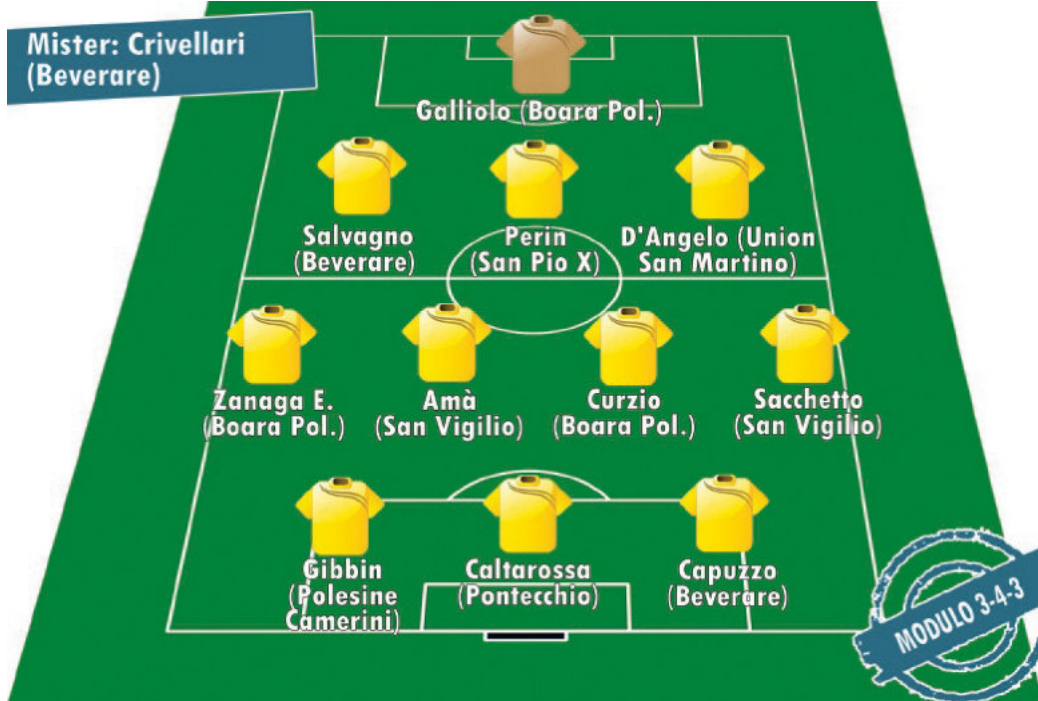 Mister: Crivellari
(Beverare)
Galliolo (Boara Pol.)
Salvagno
(Beverare)
Perin
(San Pio X)
D'Angelo (Union
San Martino)
Zanaga E.
(Boara Pol.)
Amà
(San Vigilio)
Curzio
(Boara Pol.)
Sacchetto
(San Vigilio)
Gibbin
(Polesine
Camerini)
Caltarossa
(Pontecchio)
Capuzzo
(Beverare)
MODULO 3-4-3